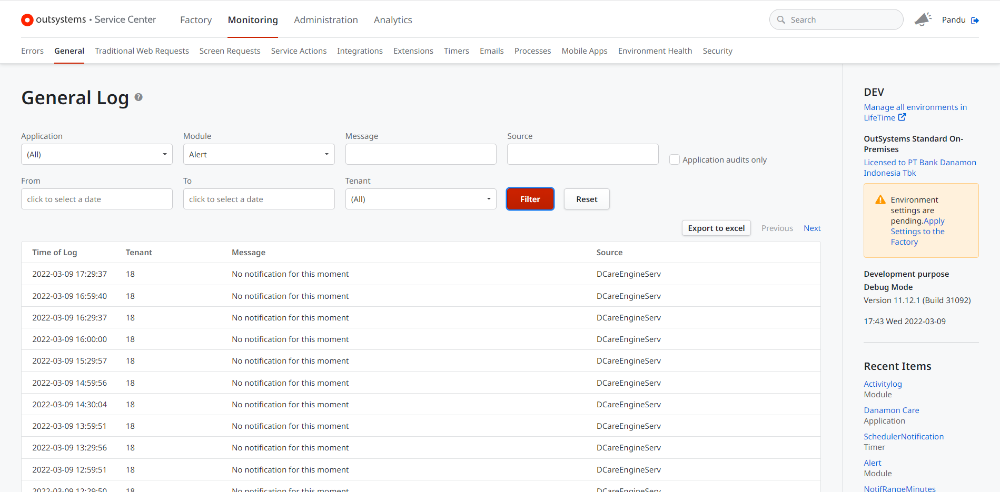 outsystems • Service Center
Factory Monitoring Administration Analytics
Search
Pandu
Errors General Traditional Web Requests Screen Requests Service Actions Integrations Extensions Timers Emails Processes Mobile Apps Environment Health Security
General Log ?
Application Module Message Source
(All) Alert
Application audits only
From To Tenant
click to select a date click to select a date (All) Filter Reset
Export to excel Previous Next
Time of Log Tenant Message Source
2022-03-09 17:29:37 18 No notification for this moment DCareEngineServ
2022-03-09 16:59:40 18 No notification for this moment DCareEngineServ
2022-03-09 16:29:37 18 No notification for this moment DCareEngineServ
2022-03-09 16:00:00 18 No notification for this moment DCareEngineServ
2022-03-09 15:29:57 18 No notification for this moment DCareEngineServ
2022-03-09 14:59:56 18 No notification for this moment DCareEngineServ
2022-03-09 14:30:04 18 No notification for this moment DCareEngineServ
2022-03-09 13:59:51 18 No notification for this moment DCareEngineServ
2022-03-09 13:29:56 18 No notification for this moment DCareEngineServ
2022-03-09 12:59:51 18 No notification for this moment DCareEngineServ
2022-03-09 12:29:50 18 No notification for this moment DCareEngineServ
DEV
Manage all environments in
LifeTime
OutSystems Standard On-
Premises
Licensed to PT Bank Danamon
Indonesia Tbk
Environment
settings are
pending.Apply
Settings to the
Factory
Development purpose
Debug Mode
Version 11.12.1 (Build 31092)
17:43 Wed 2022-03-09
Recent Items
Activitylog
Module
Danamon Care
Application
SchedulerNotification
Timer
Alert
Module
NotifRangeMinutes